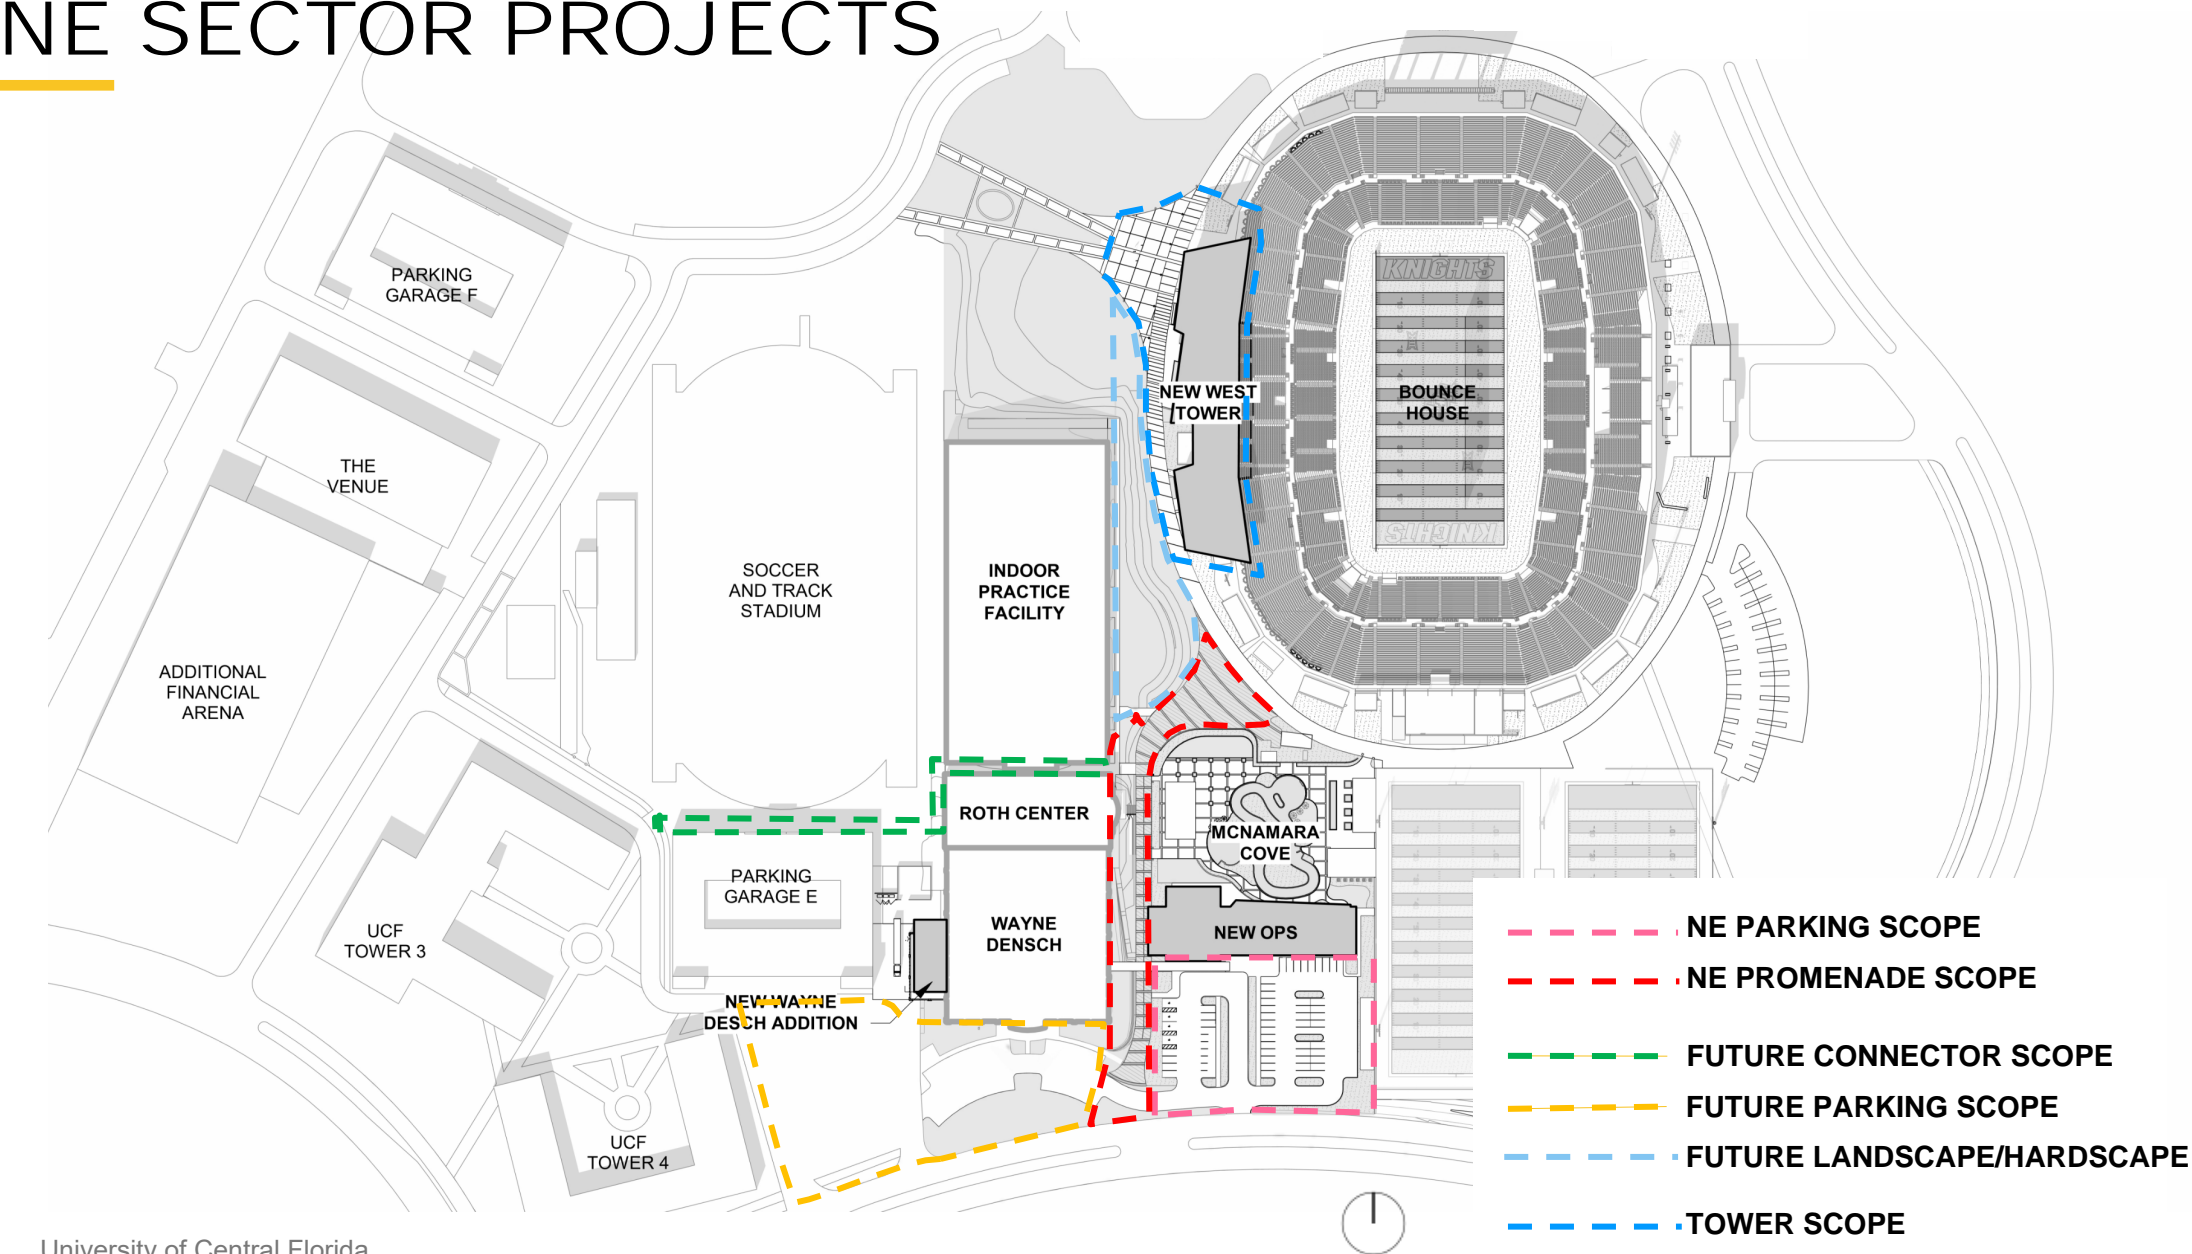 NE SECTOR PROJECTS
PARKING
GARAGE F
KNIGHTS
NEW WEST
TOWER
BOUNCE
HOUSE
THE
VENUE
KNIGHTS
SOCCER
AND TRACK
STADIUM
INDOOR
PRACTICE
FACILITY
ADDITIONAL
FINANCIAL
ARENA
ROTH CENTER
MCNAMARA
COVE
PARKING
GARAGE E
UCF
TOWER 3
WAYNE
DENSCH
NEW OPS
NEW WAYNE
DESCH ADDITION
UCF
TOWER 4
NE PARKING SCOPE
NE PROMENADE SCOPE
FUTURE CONNECTOR SCOPE
FUTURE PARKING SCOPE
FUTURE LANDSCAPE/HARDSCAPE
TOWER SCOPE
University of Central Florida